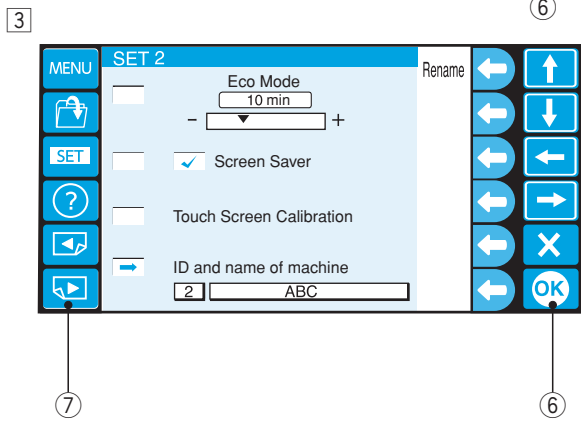 ⑥
3
MENU
SET 2
Rename
Eco Mode
10 min
- +
SET
✓ Screen Saver
?
Touch Screen Calibration
ID and name of machine
2 ABC
OK
⑦ ⑥